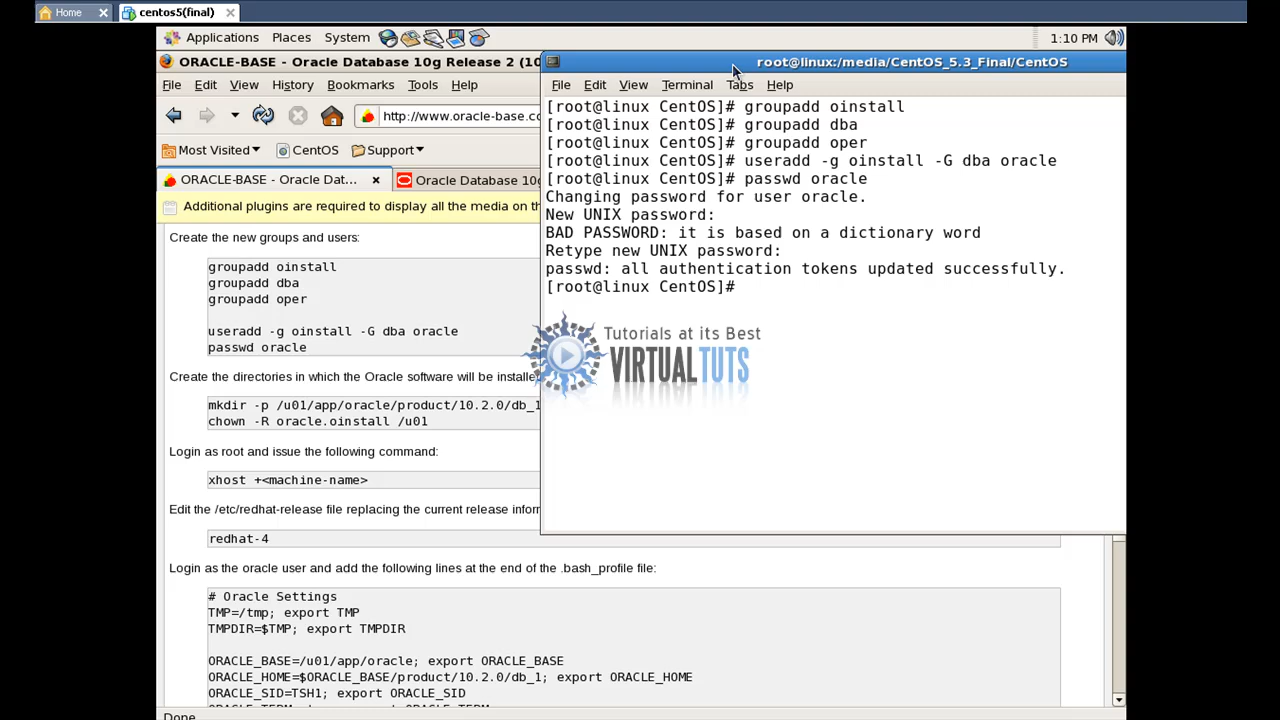 Home
centos5(final)
Applications Places System
1:10 PM
ORACLE-BASE - Oracle Database 10g Release 2 (10
File Edit View History Bookmarks Tools Help
http://www.oracle-base.co
Most Visited CentOS Support
ORACLE-BASE - Oracle Dat...
Oracle Database 10g
Additional plugins are required to display all the media on th
Create the new groups and users:
groupadd oinstall
groupadd dba
groupadd oper
useradd -g oinstall -G dba oracle
passwd oracle
Create the directories in which the Oracle software will be installe
mkdir -p /u01/app/oracle/product/10.2.0/db_1
chown -R oracle.oinstall /u01
Login as root and issue the following command:
xhost +<machine-name>
Edit the /etc/redhat-release file replacing the current release infor
redhat-4
Login as the oracle user and add the following lines at the end of the .bash_profile file:
# Oracle Settings
TMP=/tmp; export TMP
TMPDIR=$TMP; export TMPDIR
ORACLE_BASE=/u01/app/oracle; export ORACLE_BASE
ORACLE_HOME=$ORACLE_BASE/product/10.2.0/db_1; export ORACLE_HOME
ORACLE_SID=TSH1; export ORACLE_SID
Done
root@linux:/media/CentOS_5.3_Final/CentOS
File Edit View Terminal Tabs Help
[root@linux CentOS]# groupadd oinstall
[root@linux CentOS]# groupadd dba
[root@linux CentOS]# groupadd oper
[root@linux CentOS]# useradd -g oinstall -G dba oracle
[root@linux CentOS]# passwd oracle
Changing password for user oracle.
New UNIX password:
BAD PASSWORD: it is based on a dictionary word
Retype new UNIX password:
passwd: all authentication tokens updated successfully.
[root@linux CentOS]#
Tutorials at its Best
VIRTUALTUTS